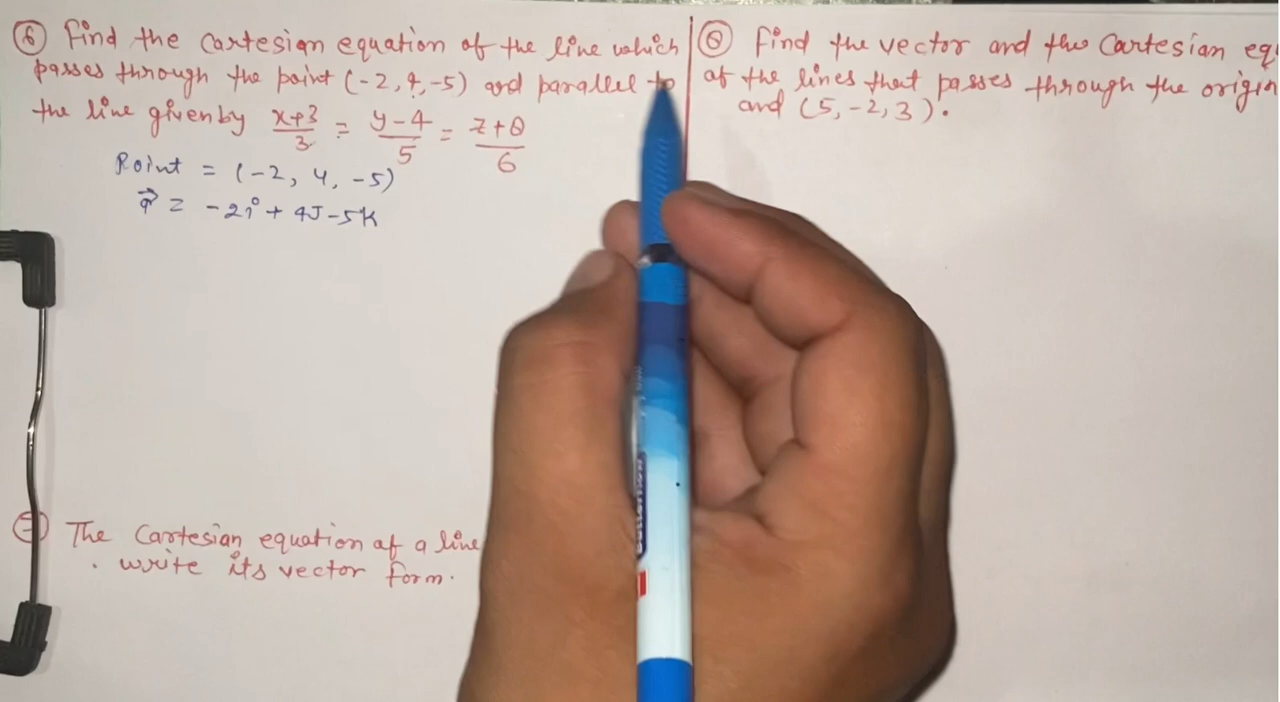 ⑥ Find the Cartesian equation of the line which
passes through the point (-2, 4, -5) and parallel to
the line given by x+3/3 = y-4/5 = z+8/6
Point = (-2, 4, -5)
= -2i + 4J - 5K
⑦ The Cartesian equation of a line
. write its vector form.
⑧ Find the vector and the Cartesian eq
of the lines that passes through the origin
and (5, -2, 3).